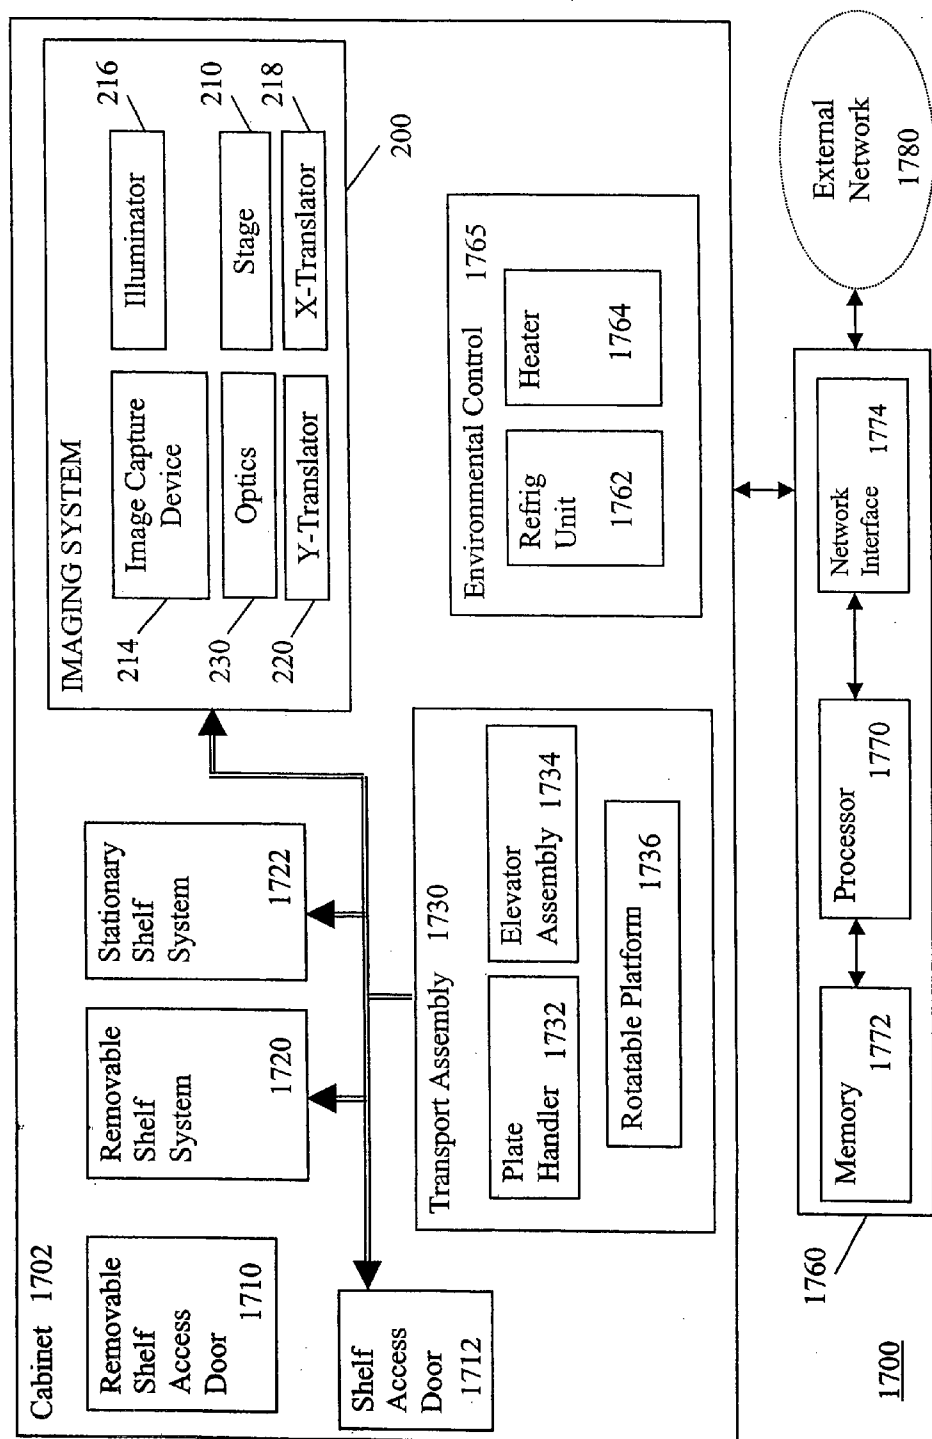 Cabinet 1702
Removable
Shelf
Access
Door 1710
Removable
Shelf
System
1720
Stationary
Shelf
System
1722
IMAGING SYSTEM
214
Image Capture
Device
Illuminator
216
230
Optics
Stage
210
220
Y-Translator
X-Translator
218
200
Shelf
Access
Door
1712
Transport Assembly 1730
Plate
Handler 1732
Elevator
Assembly 1734
Rotatable Platform
1736
Environmental Control 1765
Refrig
Unit
1762
Heater
1764
1760
Memory
1772
Processor
1770
Network
Interface 1774
External
Network
1780
1700